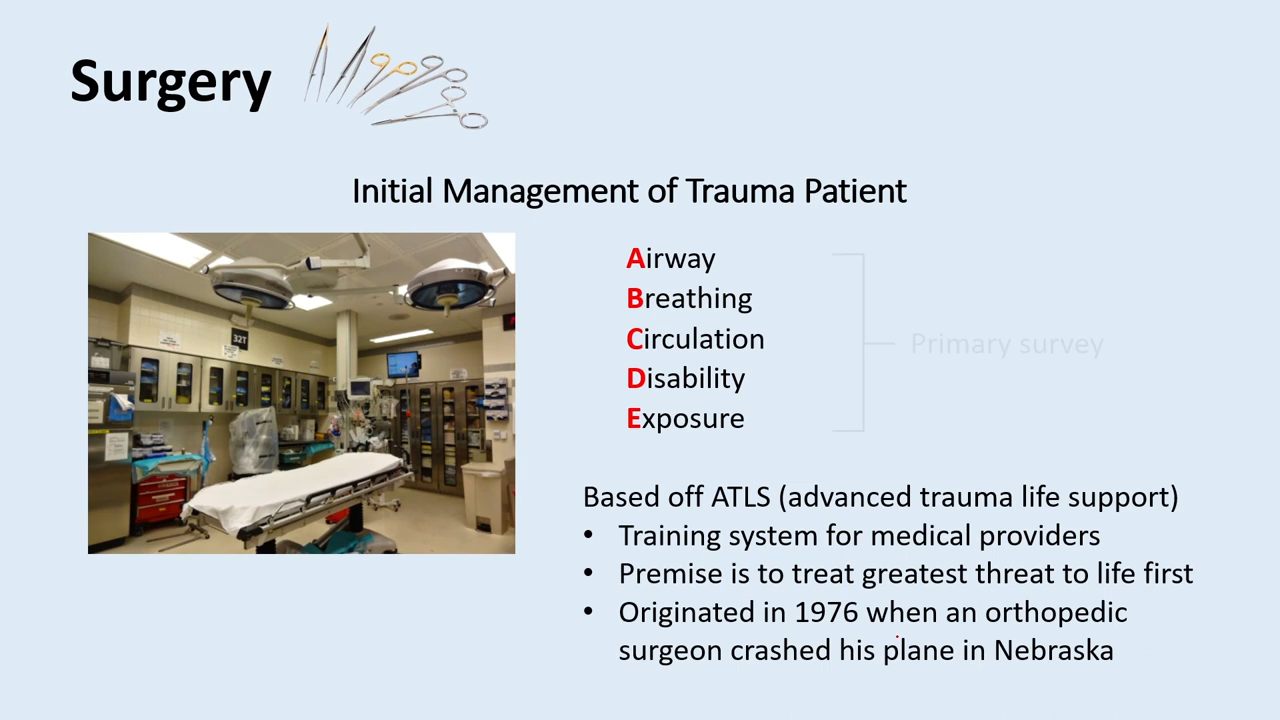 Surgery
Initial Management of Trauma Patient
32T
Airway
Breathing
Circulation
Disability
Exposure
Primary survey
Based off ATLS (advanced trauma life support)
• Training system for medical providers
• Premise is to treat greatest threat to life first
• Originated in 1976 when an orthopedic
surgeon crashed his plane in Nebraska